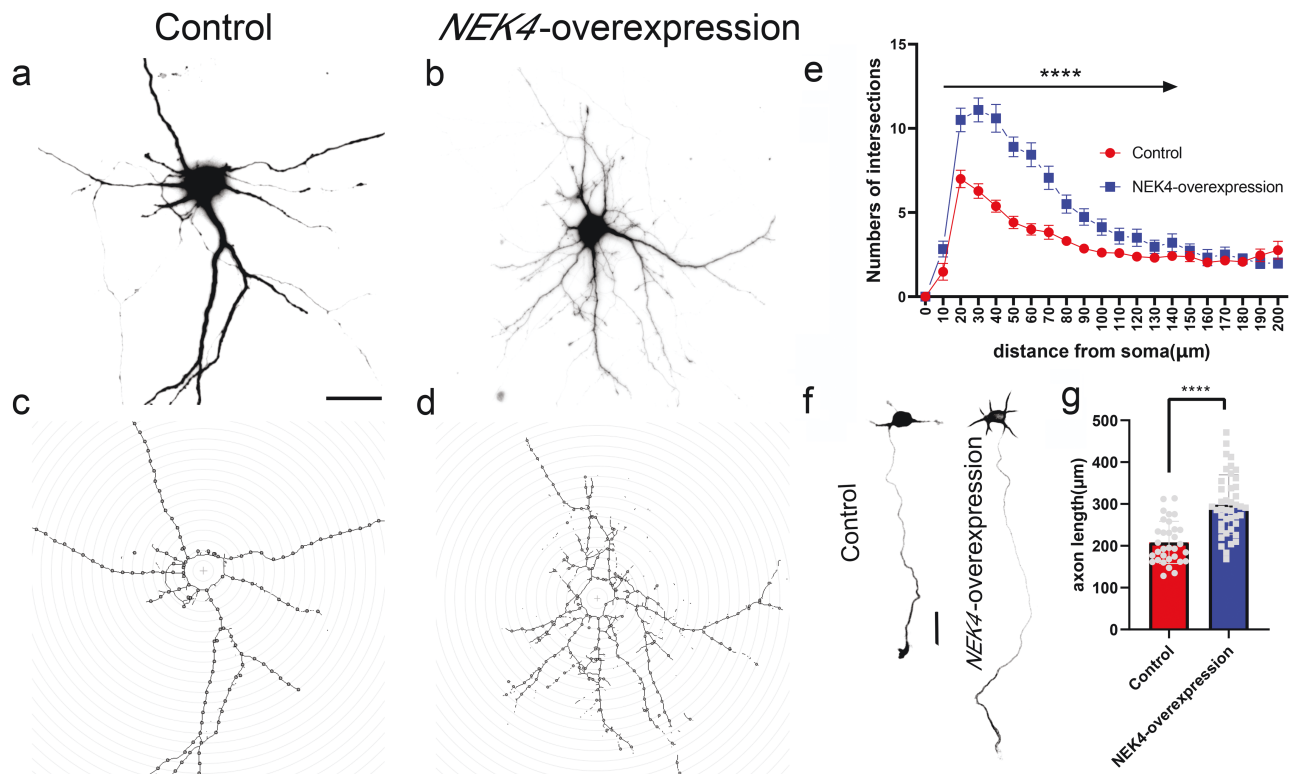 Control
NEK4-overexpression
a
b
c
d
e
15
10
5
0
Numbers of intersections
****
Control
NEK4-overexpression
0 10 20 30 40 50 60 70 80 90 100 110 120 130 140 150 160 170 180 190 200
distance from soma(μm)
f
Control
NEK4-overexpression
g
****
500
400
300
200
100
0
axon length(μm)
Control
NEK4-overexpression